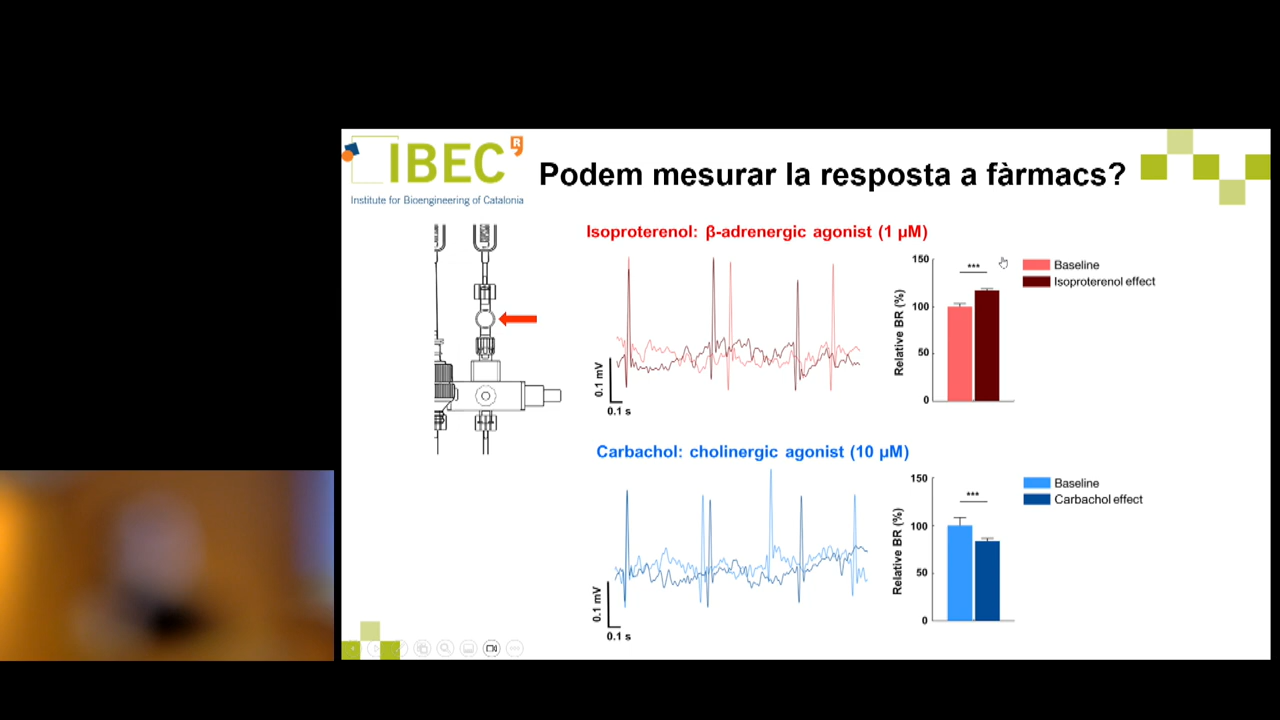 IBEC R
Institute for Bioengineering of Catalonia
Podem mesurar la resposta a fàrmacs?
Isoproterenol: β-adrenergic agonist (1 µM)
0.1 mV
0.1 s
Relative BR (%)
150
100
50
0
***
Baseline
Isoproterenol effect
Carbachol: cholinergic agonist (10 µM)
0.1 mV
0.1 s
Relative BR (%)
150
100
50
0
***
Baseline
Carbachol effect